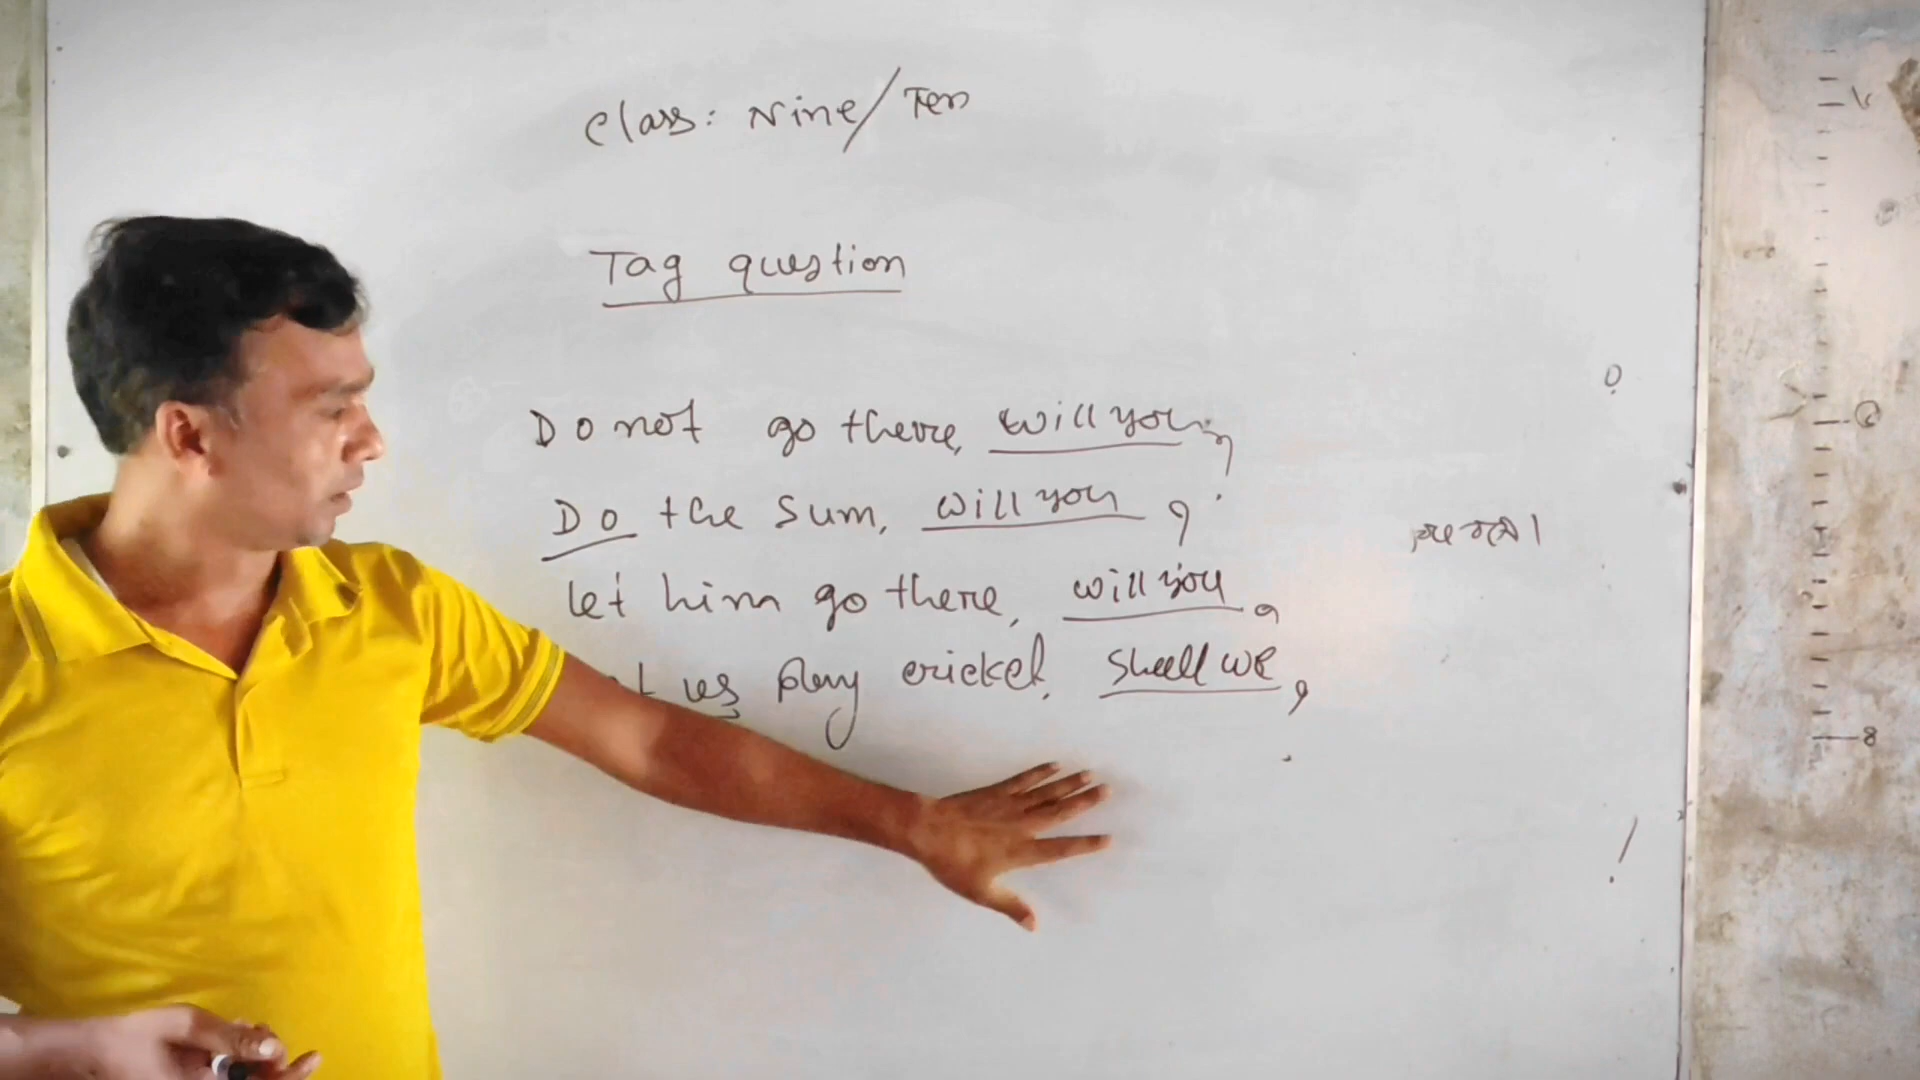 Class: Nine/Ten
Tag question
Do not go there, will you?
Do the sum, will you?
let him go there, will you?
us play cricket, shall we?